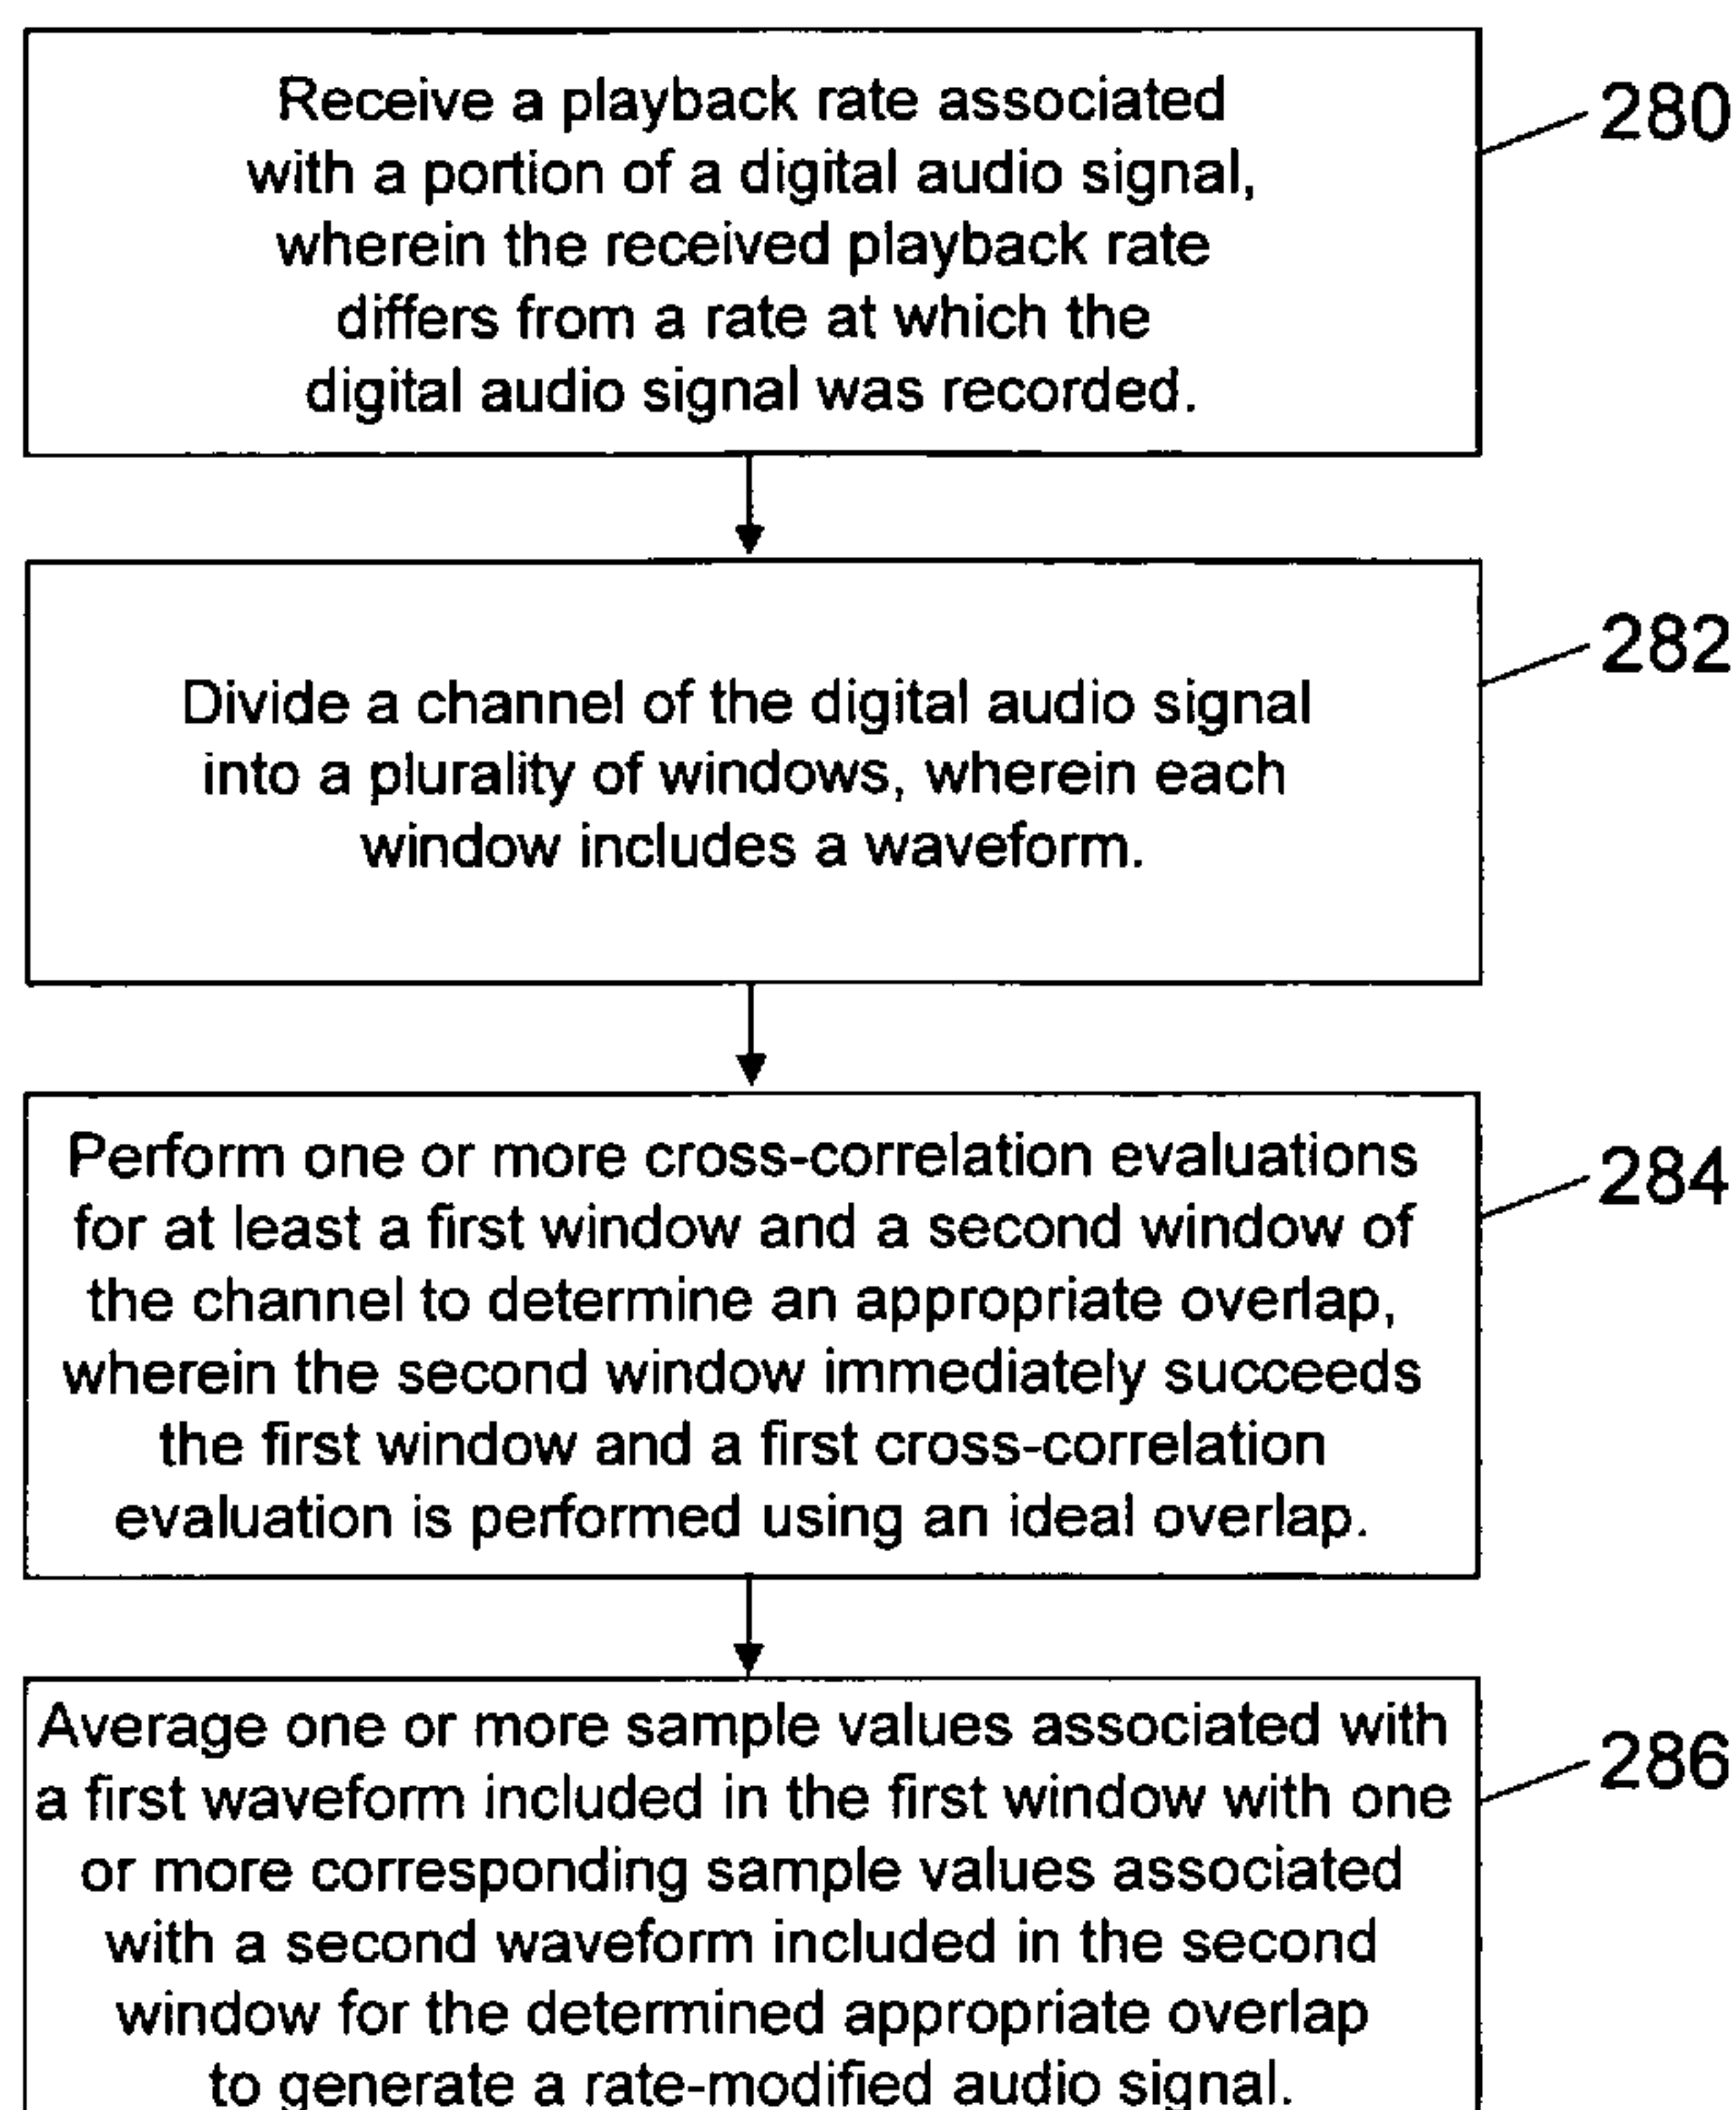 Receive a playback rate associated
with a portion of a digital audio signal,
wherein the received playback rate
differs from a rate at which the
digital audio signal was recorded.
280
Divide a channel of the digital audio signal
into a plurality of windows, wherein each
window includes a waveform.
282
Perform one or more cross-correlation evaluations
for at least a first window and a second window of
the channel to determine an appropriate overlap,
wherein the second window immediately succeeds
the first window and a first cross-correlation
evaluation is performed using an ideal overlap.
284
Average one or more sample values associated with
a first waveform included in the first window with one
or more corresponding sample values associated
with a second waveform included in the second
window for the determined appropriate overlap
to generate a rate-modified audio signal.
286